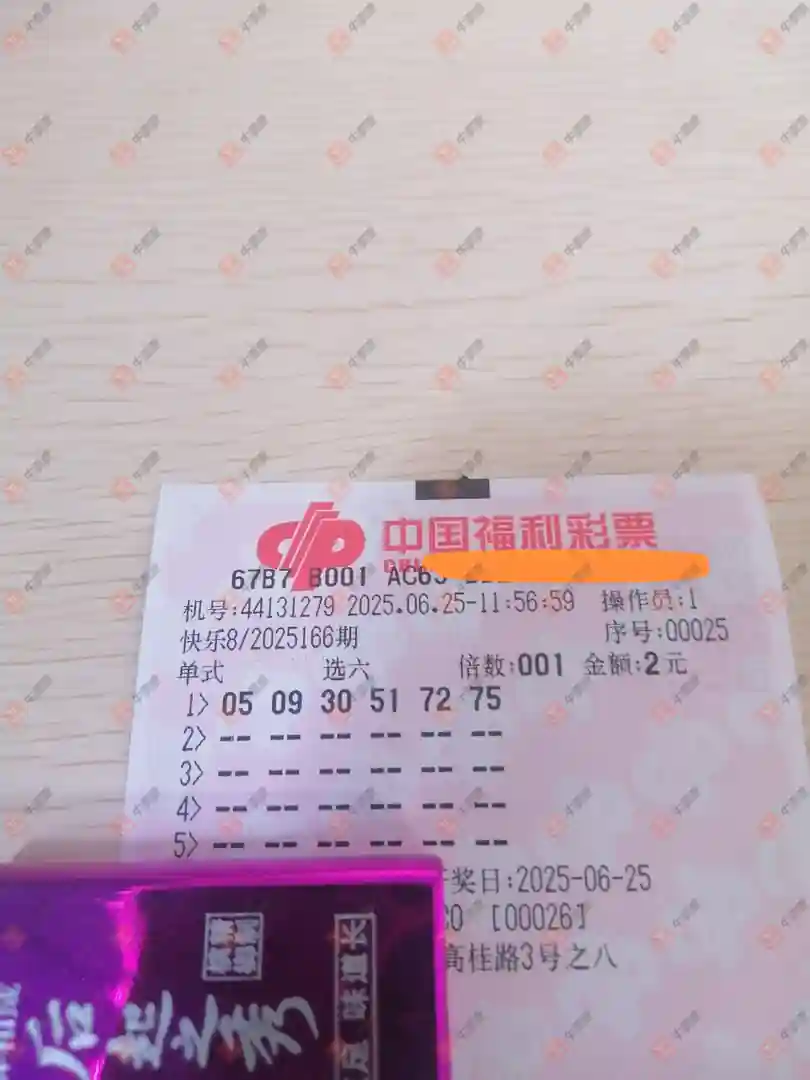 中国福利彩票
67B7 B001 AC63
机号:44131279 2025.06.25-11:56:59 操作员:1
快乐8/2025166期 序号:00025
单式 选六 倍数:001 金额:2元
1> 05 09 30 51 72 75
2> -- -- -- -- -- --
3> -- -- -- -- -- --
4> -- -- -- -- -- --
5> -- -- -- -- -- --
奖日:2025-06-25
[00026]
高桂路3号之八
后起之秀
味道长